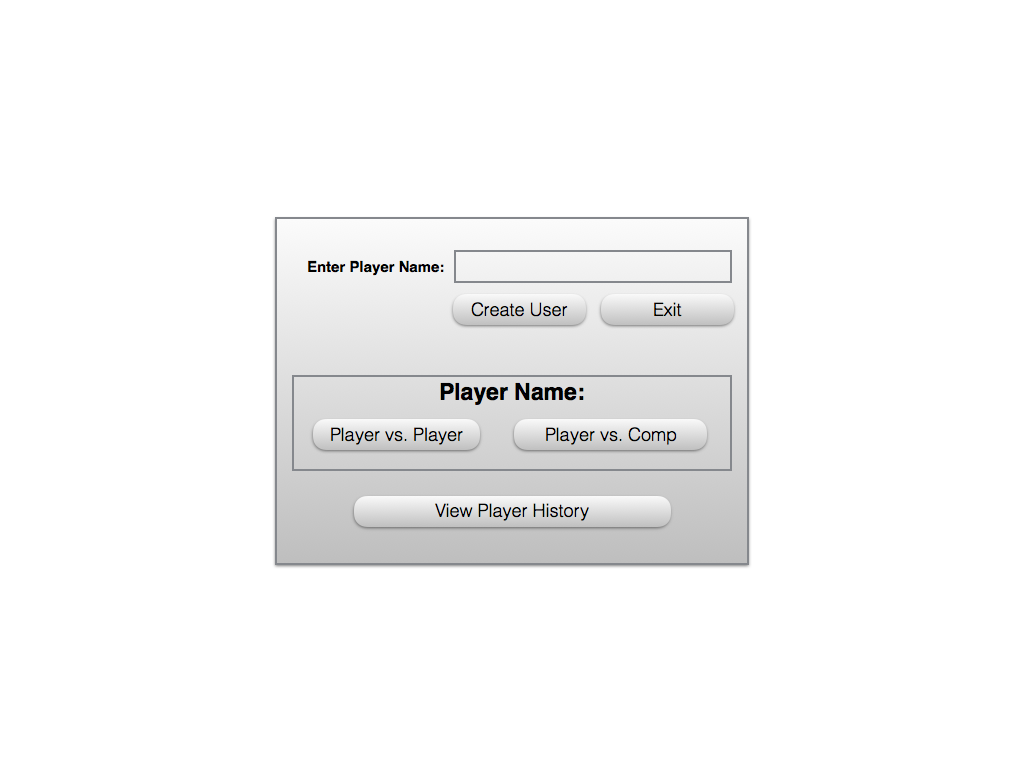 Enter Player Name:
Create User Exit
Player Name:
Player vs. Player Player vs. Comp
View Player History